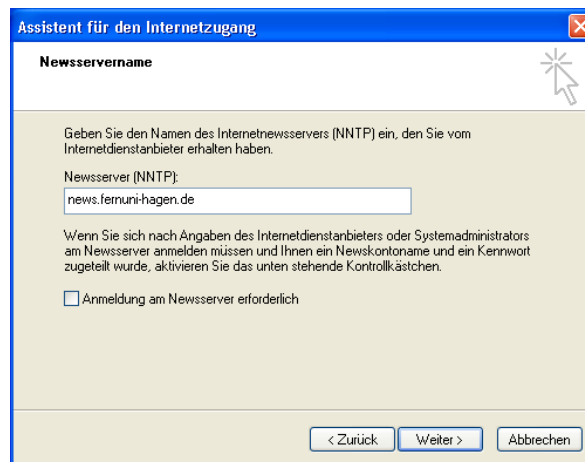 Assistent für den Internetzugang
Newsservername
Geben Sie den Namen des Internetnewsservers (NNTP) ein, den Sie vom
Internetdienstanbieter erhalten haben.
Newsserver (NNTP):
news.fernuni-hagen.de
Wenn Sie sich nach Angaben des Internetdienstanbieters oder Systemadministrators
am Newsserver anmelden müssen und Ihnen ein Newskontoname und ein Kennwort
zugeteilt wurde, aktivieren Sie das unten stehende Kontrollkästchen.
Anmeldung am Newsserver erforderlich
< Zurück Weiter > Abbrechen